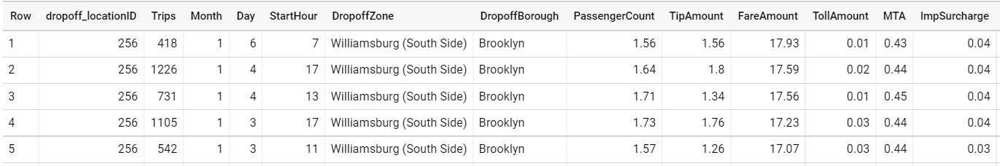 Row dropoff_locationID Trips Month Day StartHour DropoffZone DropoffBorough PassengerCount TipAmount FareAmount TollAmount MTA ImpSurcharge
1 256 418 1 6 7 Williamsburg (South Side) Brooklyn 1.56 1.56 17.93 0.01 0.43 0.04
2 256 1226 1 4 17 Williamsburg (South Side) Brooklyn 1.64 1.8 17.59 0.02 0.44 0.04
3 256 731 1 4 13 Williamsburg (South Side) Brooklyn 1.71 1.34 17.56 0.01 0.45 0.04
4 256 1105 1 3 17 Williamsburg (South Side) Brooklyn 1.73 1.76 17.23 0.03 0.44 0.04
5 256 542 1 3 11 Williamsburg (South Side) Brooklyn 1.57 1.26 17.07 0.03 0.44 0.03